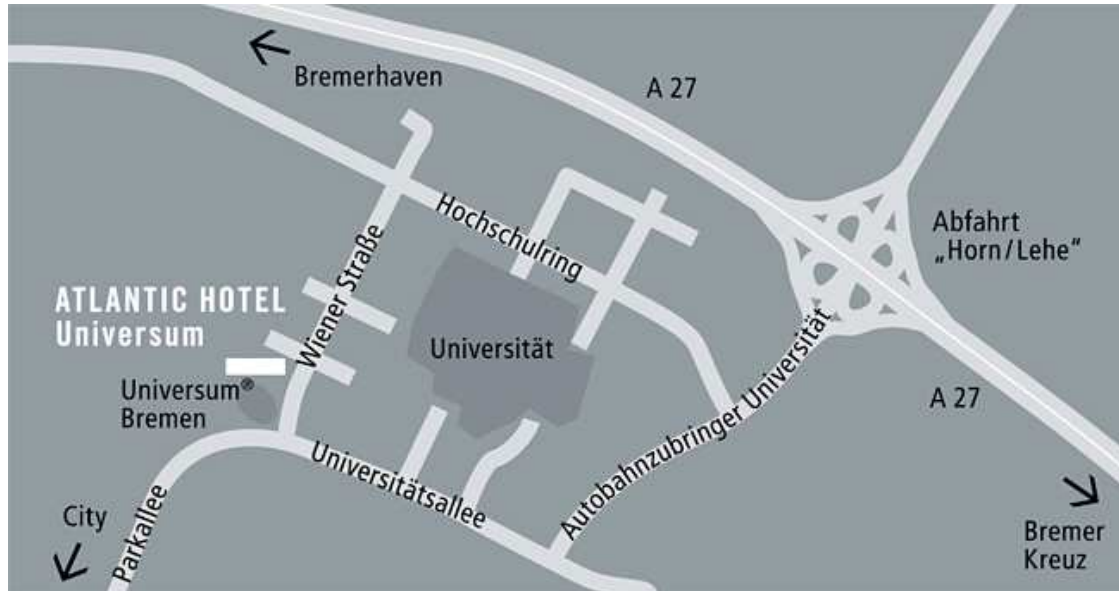 Bremerhaven
A 27
Abfahrt
„Horn / Lehe“
Hochschulring
Wiener Straße
ATLANTIC HOTEL
Universum
Universum®
Bremen
Universität
Autobahnzubringer Universität
A 27
Universitätsallee
Parkallee
City
Bremer
Kreuz